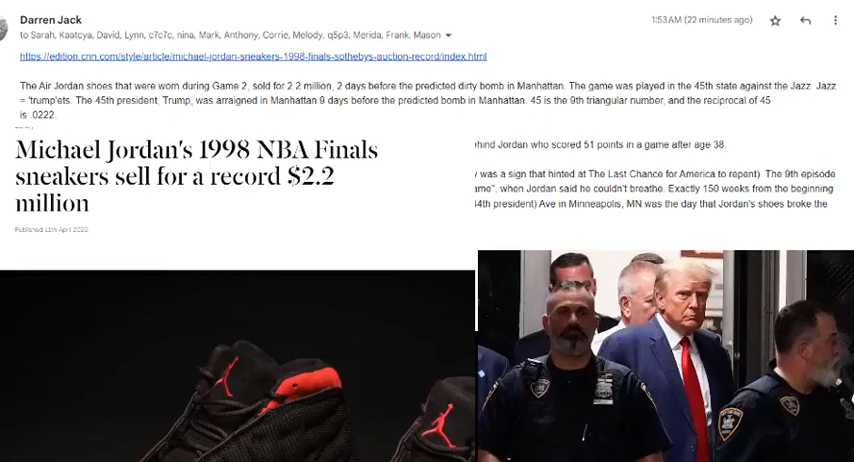 Darren Jack
1:53AM (22 minutes ago)
to Sarah, Kaatcya, David, Lynn, c7c7c, nina, Mark, Anthony, Corrie, Melody, q5p3, Merida, Frank, Mason
https://edition.cnn.com/style/article/michael-jordan-sneakers-1998-finals-sothebys-auction-record/index.html
The Air Jordan shoes that were worn during Game 2, sold for 2.2 million, 2 days before the predicted dirty bomb in Manhattan. The game was played in the 45th state against the Jazz Jazz
= 'trump'ets. The 45th president, Trump, was arraigned in Manhattan 9 days before the predicted bomb in Manhattan. 45 is the 9th triangular number, and the reciprocal of 45
is .0222.
Michael Jordan's 1998 NBA Finals
sneakers sell for a record $2.2
million
Published 11th April 2023
ehind Jordan who scored 51 points in a game after age 38.
was a sign that hinted at The Last Chance for America to repent). The 9th episode
ame", when Jordan said he couldn't breathe. Exactly 150 weeks from the beginning
4th president) Ave in Minneapolis, MN was the day that Jordan's shoes broke the